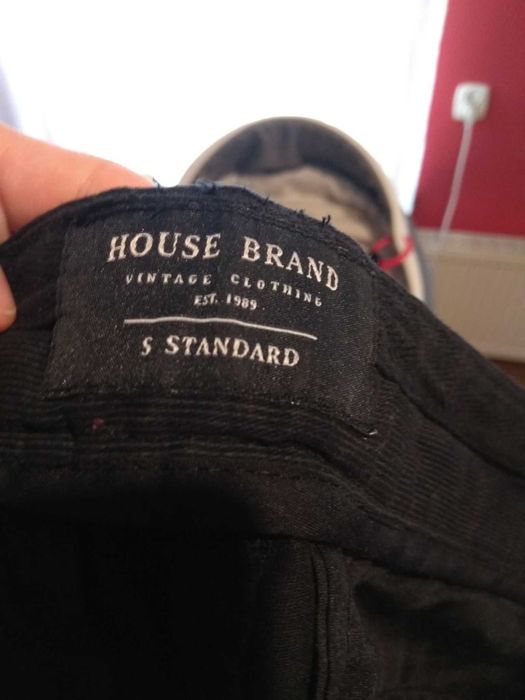 HOUSE BRAND
VINTAGE CLOTHING
EST. 1989
S STANDARD